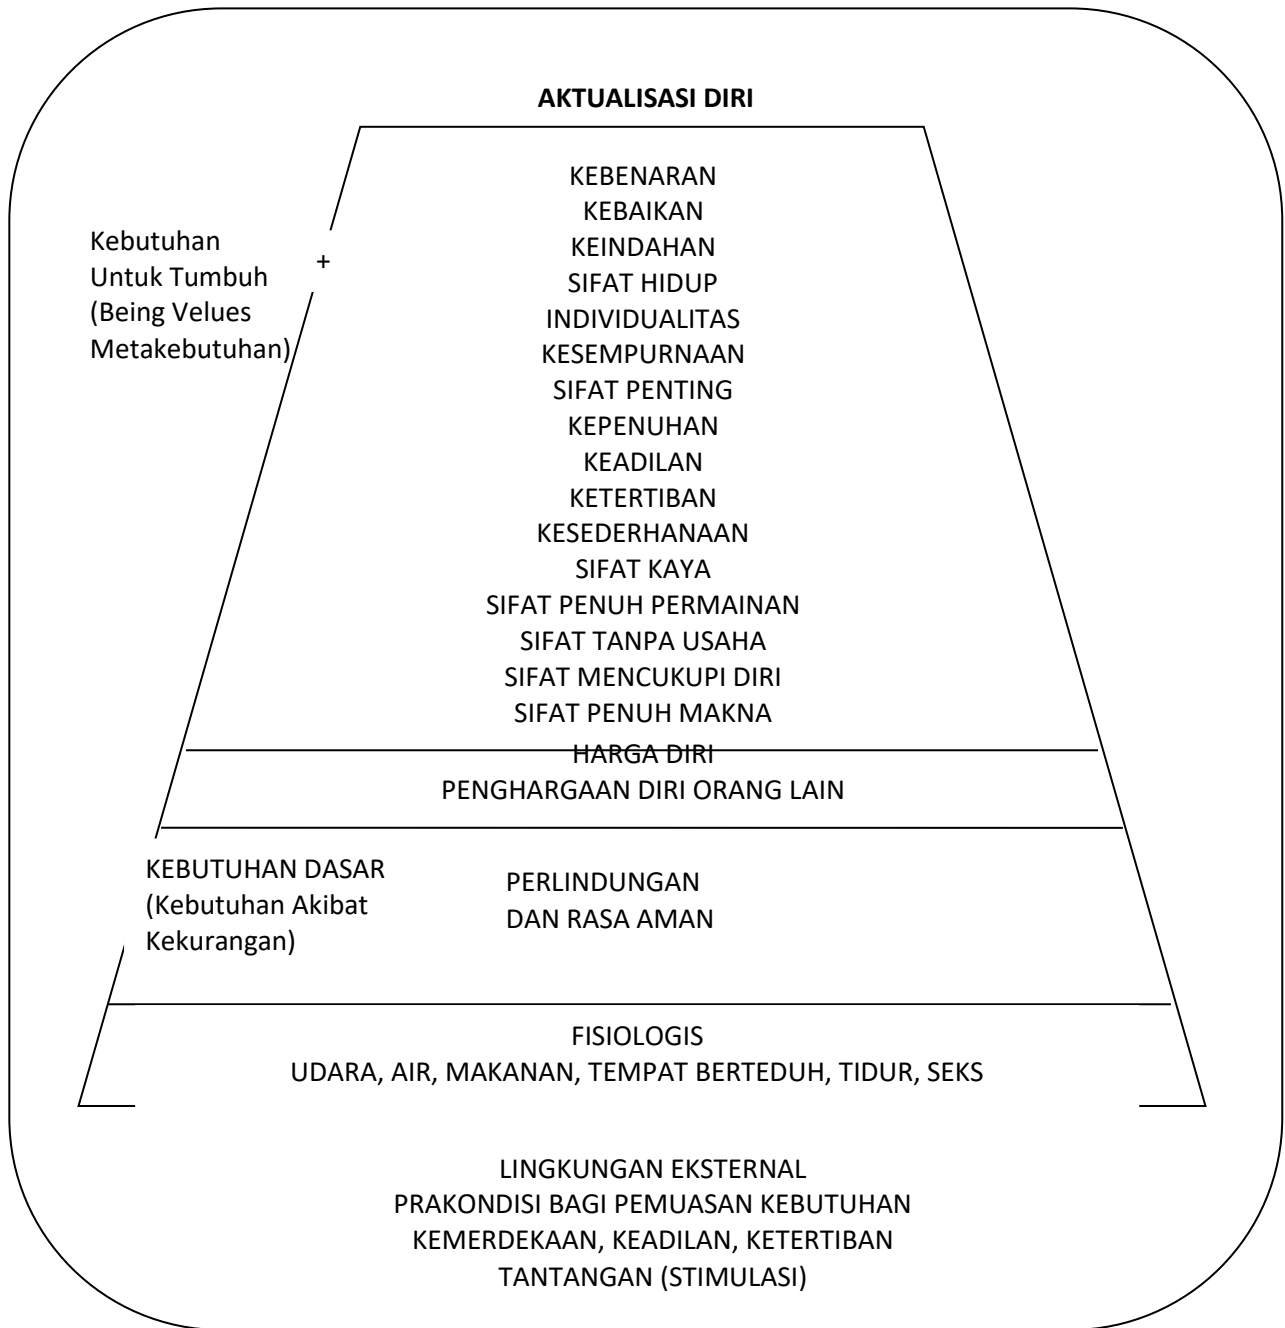 AKTUALISASI DIRI
KEBENARAN
KEBAIKAN
KEINDAHAN
SIFAT HIDUP
INDIVIDUALITAS
KESEMPURNAAN
SIFAT PENTING
KEPENUHAN
KEADILAN
KETERTIBAN
KESEDERHANAAN
SIFAT KAYA
SIFAT PENUH PERMAINAN
SIFAT TANPA USAHA
SIFAT MENCUKUPI DIRI
SIFAT PENUH MAKNA
Kebutuhan
Untuk Tumbuh
(Being Velues
Metakebutuhan)
+
HARGA DIRI
PENGHARGAAN DIRI ORANG LAIN
KEBUTUHAN DASAR
(Kebutuhan Akibat
Kekurangan)
PERLINDUNGAN
DAN RASA AMAN
FISIOLOGIS
UDARA, AIR, MAKANAN, TEMPAT BERTEDUH, TIDUR, SEKS
LINGKUNGAN EKSTERNAL
PRAKONDISI BAGI PEMUASAN KEBUTUHAN
KEMERDEKAAN, KEADILAN, KETERTIBAN
TANTANGAN (STIMULASI)